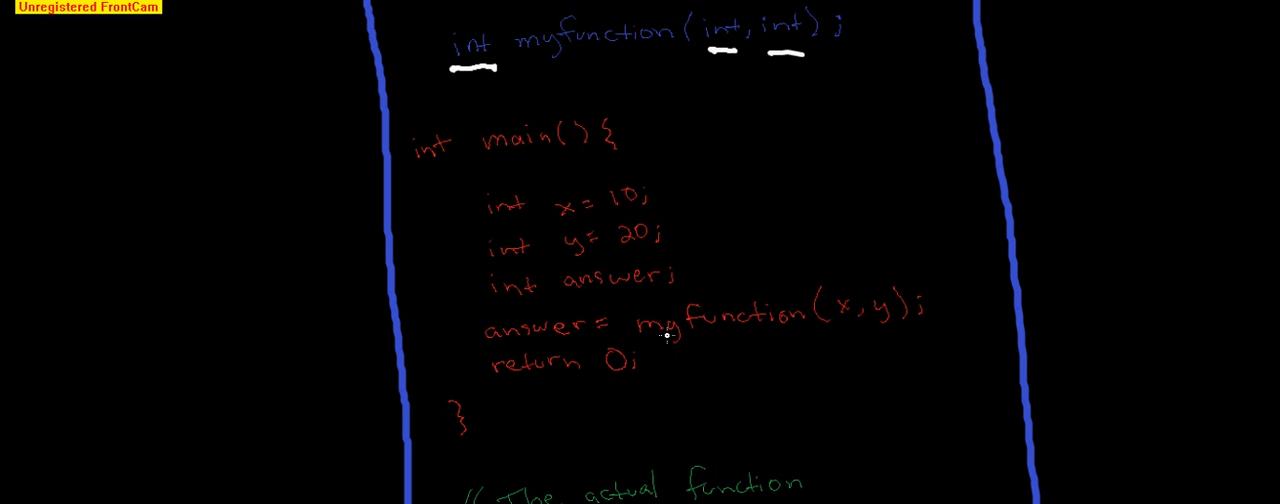 Unregistered FrontCam
int myfunction(int, int);
int main(){
int x = 10;
int y = 20;
int answer;
answer = myfunction(x, y);
return 0;
}
// The actual function